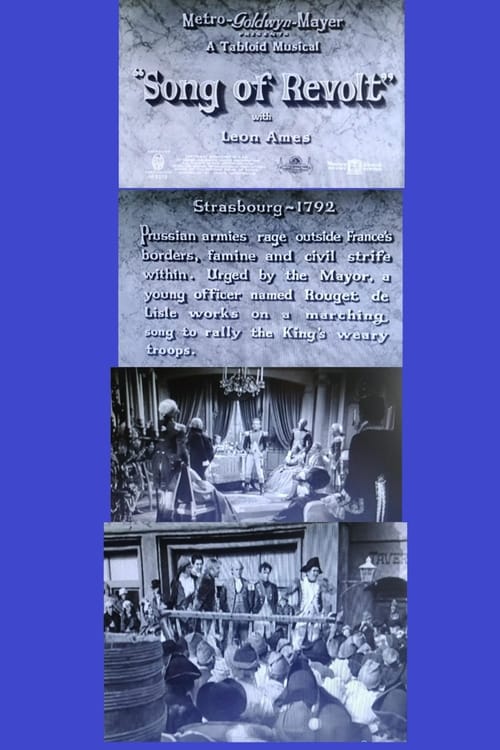 Metro-Goldwyn-Mayer
PRESENTS
A Tabloid Musical
"Song of Revolt"
with
Leon Ames
Strasbourg~1792
Prussian armies rage outside France's
borders, famine and civil strife
within. Urged by the Mayor, a
young officer named Rouget de
Lisle works on a marching
song to rally the King's weary
troops.
TAVER